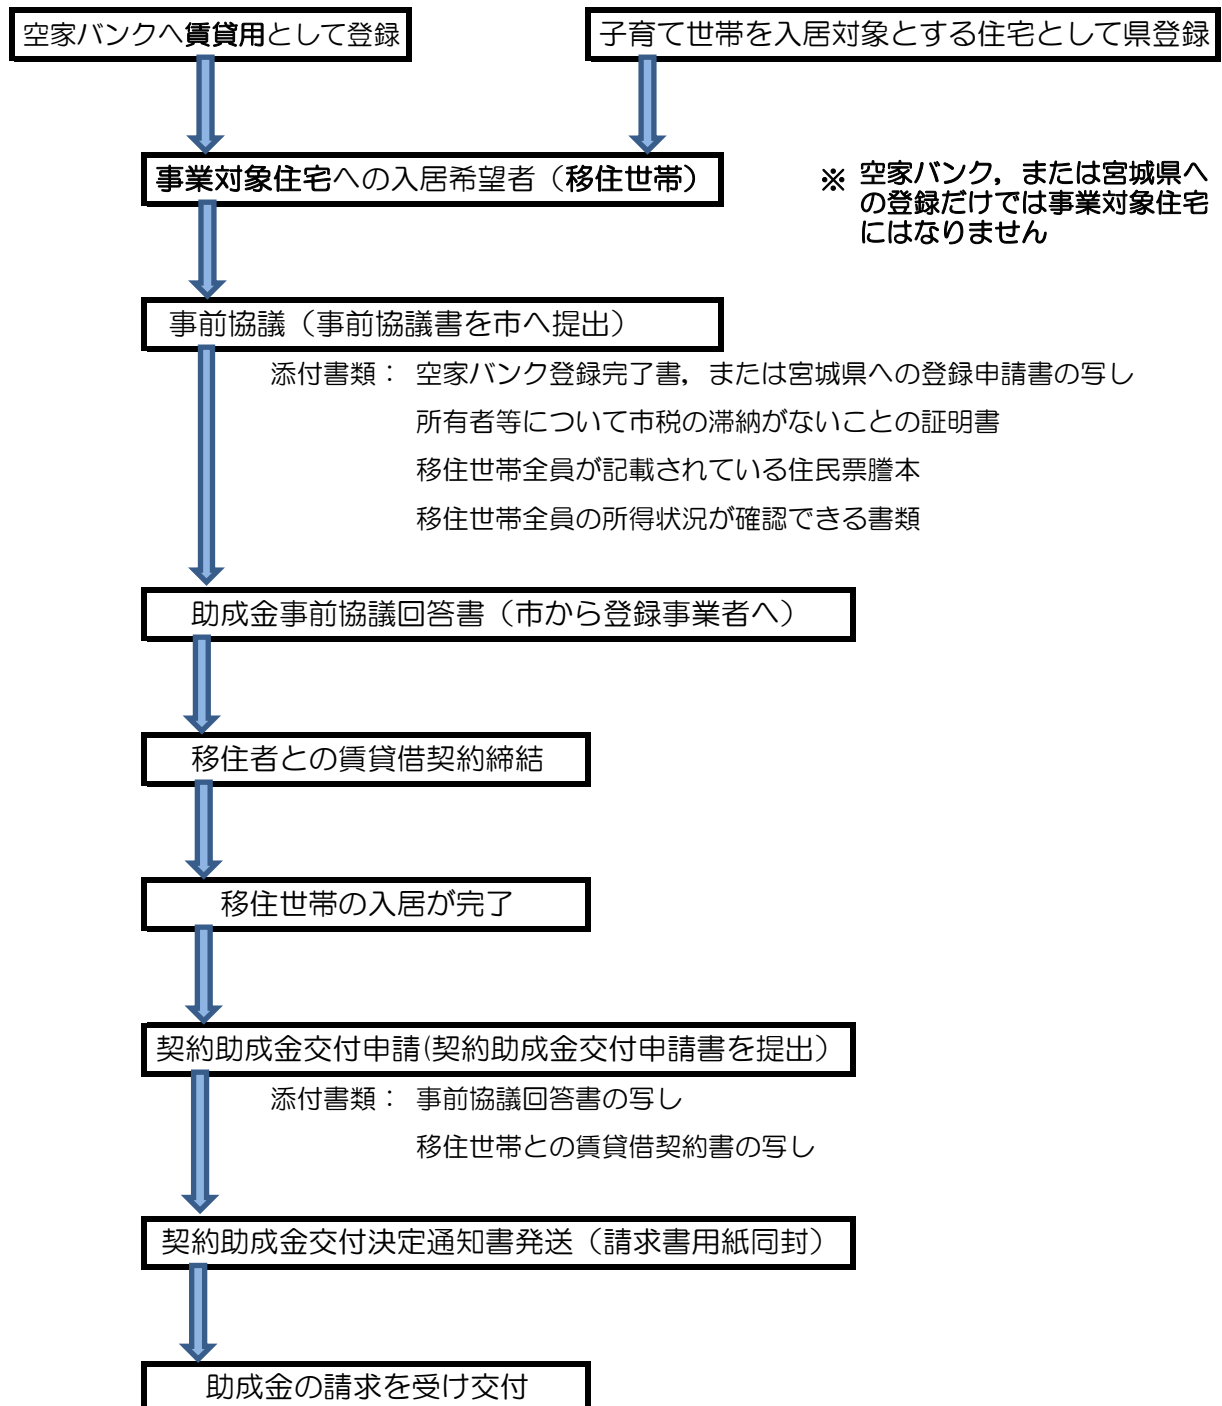 空家バンクへ賃貸用として登録
子育て世帯を入居対象とする住宅として県登録
事業対象住宅への入居希望者（移住世帯）
※ 空家バンク，または宮城県へ
の登録だけでは事業対象住宅
にはなりません
事前協議（事前協議書を市へ提出）
添付書類： 空家バンク登録完了書，または宮城県への登録申請書の写し
所有者等について市税の滞納がないことの証明書
移住世帯全員が記載されている住民票謄本
移住世帯全員の所得状況が確認できる書類
助成金事前協議回答書（市から登録事業者へ）
移住者との賃貸借契約締結
移住世帯の入居が完了
契約助成金交付申請(契約助成金交付申請書を提出）
添付書類： 事前協議回答書の写し
移住世帯との賃貸借契約書の写し
契約助成金交付決定通知書発送（請求書用紙同封）
助成金の請求を受け交付